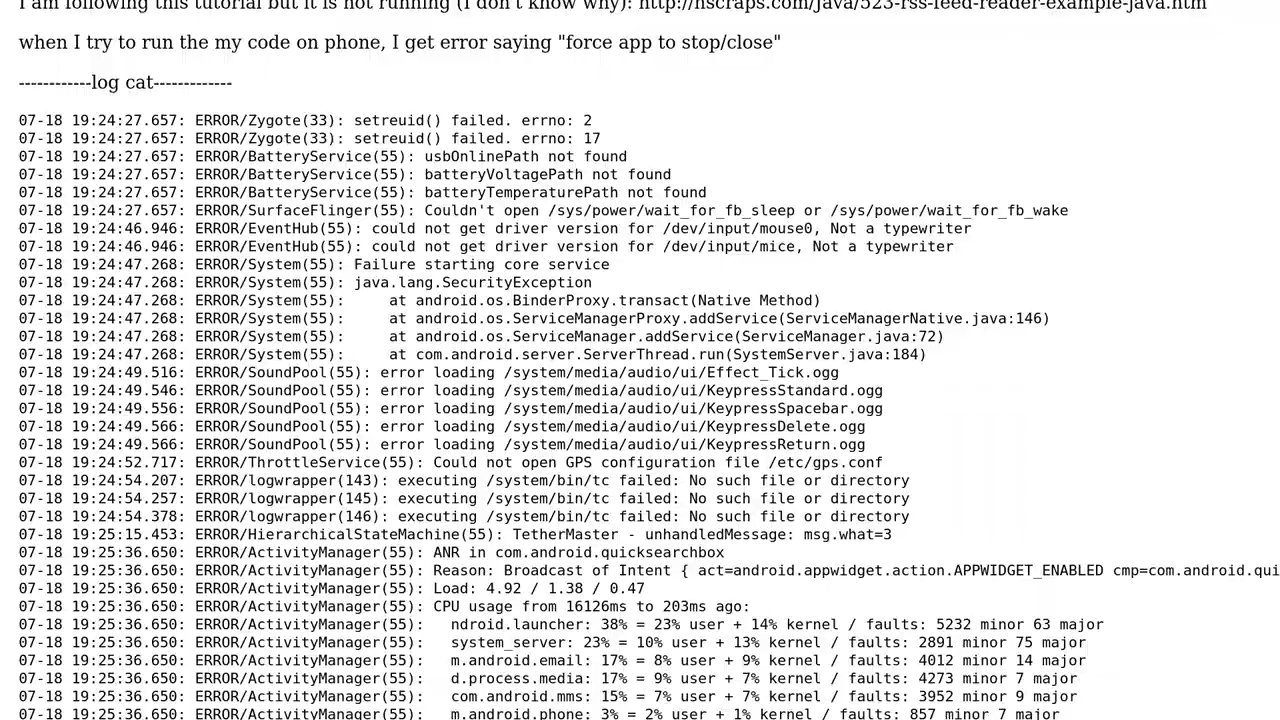 I am following this tutorial but it is not running (I don't know why): http://hscraps.com/java/523-rss-feed-reader-example-java.htm
when I try to run the my code on phone, I get error saying "force app to stop/close"
------------log cat-------------
07-18 19:24:27.657: ERROR/Zygote(33): setreuid() failed. errno: 2
07-18 19:24:27.657: ERROR/Zygote(33): setreuid() failed. errno: 17
07-18 19:24:27.657: ERROR/BatteryService(55): usbOnlinePath not found
07-18 19:24:27.657: ERROR/BatteryService(55): batteryVoltagePath not found
07-18 19:24:27.657: ERROR/BatteryService(55): batteryTemperaturePath not found
07-18 19:24:27.657: ERROR/SurfaceFlinger(55): Couldn't open /sys/power/wait_for_fb_sleep or /sys/power/wait_for_fb_wake
07-18 19:24:46.946: ERROR/EventHub(55): could not get driver version for /dev/input/mouse0, Not a typewriter
07-18 19:24:46.946: ERROR/EventHub(55): could not get driver version for /dev/input/mice, Not a typewriter
07-18 19:24:47.268: ERROR/System(55): Failure starting core service
07-18 19:24:47.268: ERROR/System(55): java.lang.SecurityException
07-18 19:24:47.268: ERROR/System(55):     at android.os.BinderProxy.transact(Native Method)
07-18 19:24:47.268: ERROR/System(55):     at android.os.ServiceManagerProxy.addService(ServiceManagerNative.java:146)
07-18 19:24:47.268: ERROR/System(55):     at android.os.ServiceManager.addService(ServiceManager.java:72)
07-18 19:24:47.268: ERROR/System(55):     at com.android.server.ServerThread.run(SystemServer.java:184)
07-18 19:24:49.516: ERROR/SoundPool(55): error loading /system/media/audio/ui/Effect_Tick.ogg
07-18 19:24:49.546: ERROR/SoundPool(55): error loading /system/media/audio/ui/KeypressStandard.ogg
07-18 19:24:49.556: ERROR/SoundPool(55): error loading /system/media/audio/ui/KeypressSpacebar.ogg
07-18 19:24:49.566: ERROR/SoundPool(55): error loading /system/media/audio/ui/KeypressDelete.ogg
07-18 19:24:49.566: ERROR/SoundPool(55): error loading /system/media/audio/ui/KeypressReturn.ogg
07-18 19:24:52.717: ERROR/ThrottleService(55): Could not open GPS configuration file /etc/gps.conf
07-18 19:24:54.207: ERROR/logwrapper(143): executing /system/bin/tc failed: No such file or directory
07-18 19:24:54.257: ERROR/logwrapper(145): executing /system/bin/tc failed: No such file or directory
07-18 19:24:54.378: ERROR/logwrapper(146): executing /system/bin/tc failed: No such file or directory
07-18 19:25:15.453: ERROR/HierarchicalStateMachine(55): TetherMaster - unhandledMessage: msg.what=3
07-18 19:25:36.650: ERROR/ActivityManager(55): ANR in com.android.quicksearchbox
07-18 19:25:36.650: ERROR/ActivityManager(55): Reason: Broadcast of Intent { act=android.appwidget.action.APPWIDGET_ENABLED cmp=com.android.qui
07-18 19:25:36.650: ERROR/ActivityManager(55): Load: 4.92 / 1.38 / 0.47
07-18 19:25:36.650: ERROR/ActivityManager(55): CPU usage from 16126ms to 203ms ago:
07-18 19:25:36.650: ERROR/ActivityManager(55):   ndroid.launcher: 38% = 23% user + 14% kernel / faults: 5232 minor 63 major
07-18 19:25:36.650: ERROR/ActivityManager(55):   system_server: 23% = 10% user + 13% kernel / faults: 2891 minor 75 major
07-18 19:25:36.650: ERROR/ActivityManager(55):   m.android.email: 17% = 8% user + 9% kernel / faults: 4012 minor 14 major
07-18 19:25:36.650: ERROR/ActivityManager(55):   d.process.media: 17% = 9% user + 7% kernel / faults: 4273 minor 7 major
07-18 19:25:36.650: ERROR/ActivityManager(55):   com.android.mms: 15% = 7% user + 7% kernel / faults: 3952 minor 9 major
07-18 19:25:36.650: ERROR/ActivityManager(55):   m.android.phone: 3% = 2% user + 1% kernel / faults: 857 minor 7 major